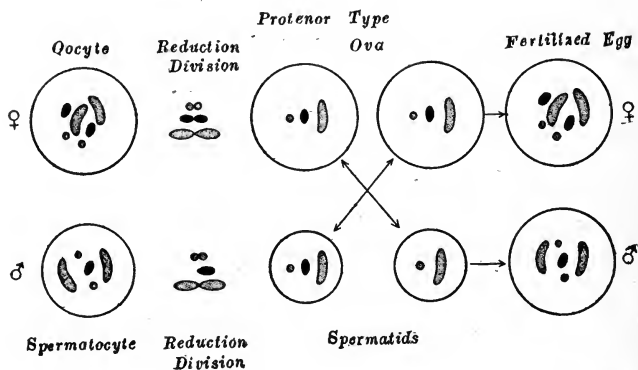 Protenor Type
Oocyte
Reduction
Division
Ova
Fertilized Egg
♀
♀
♂
♂
Spermatocyte
Reduction
Division
Spermatids